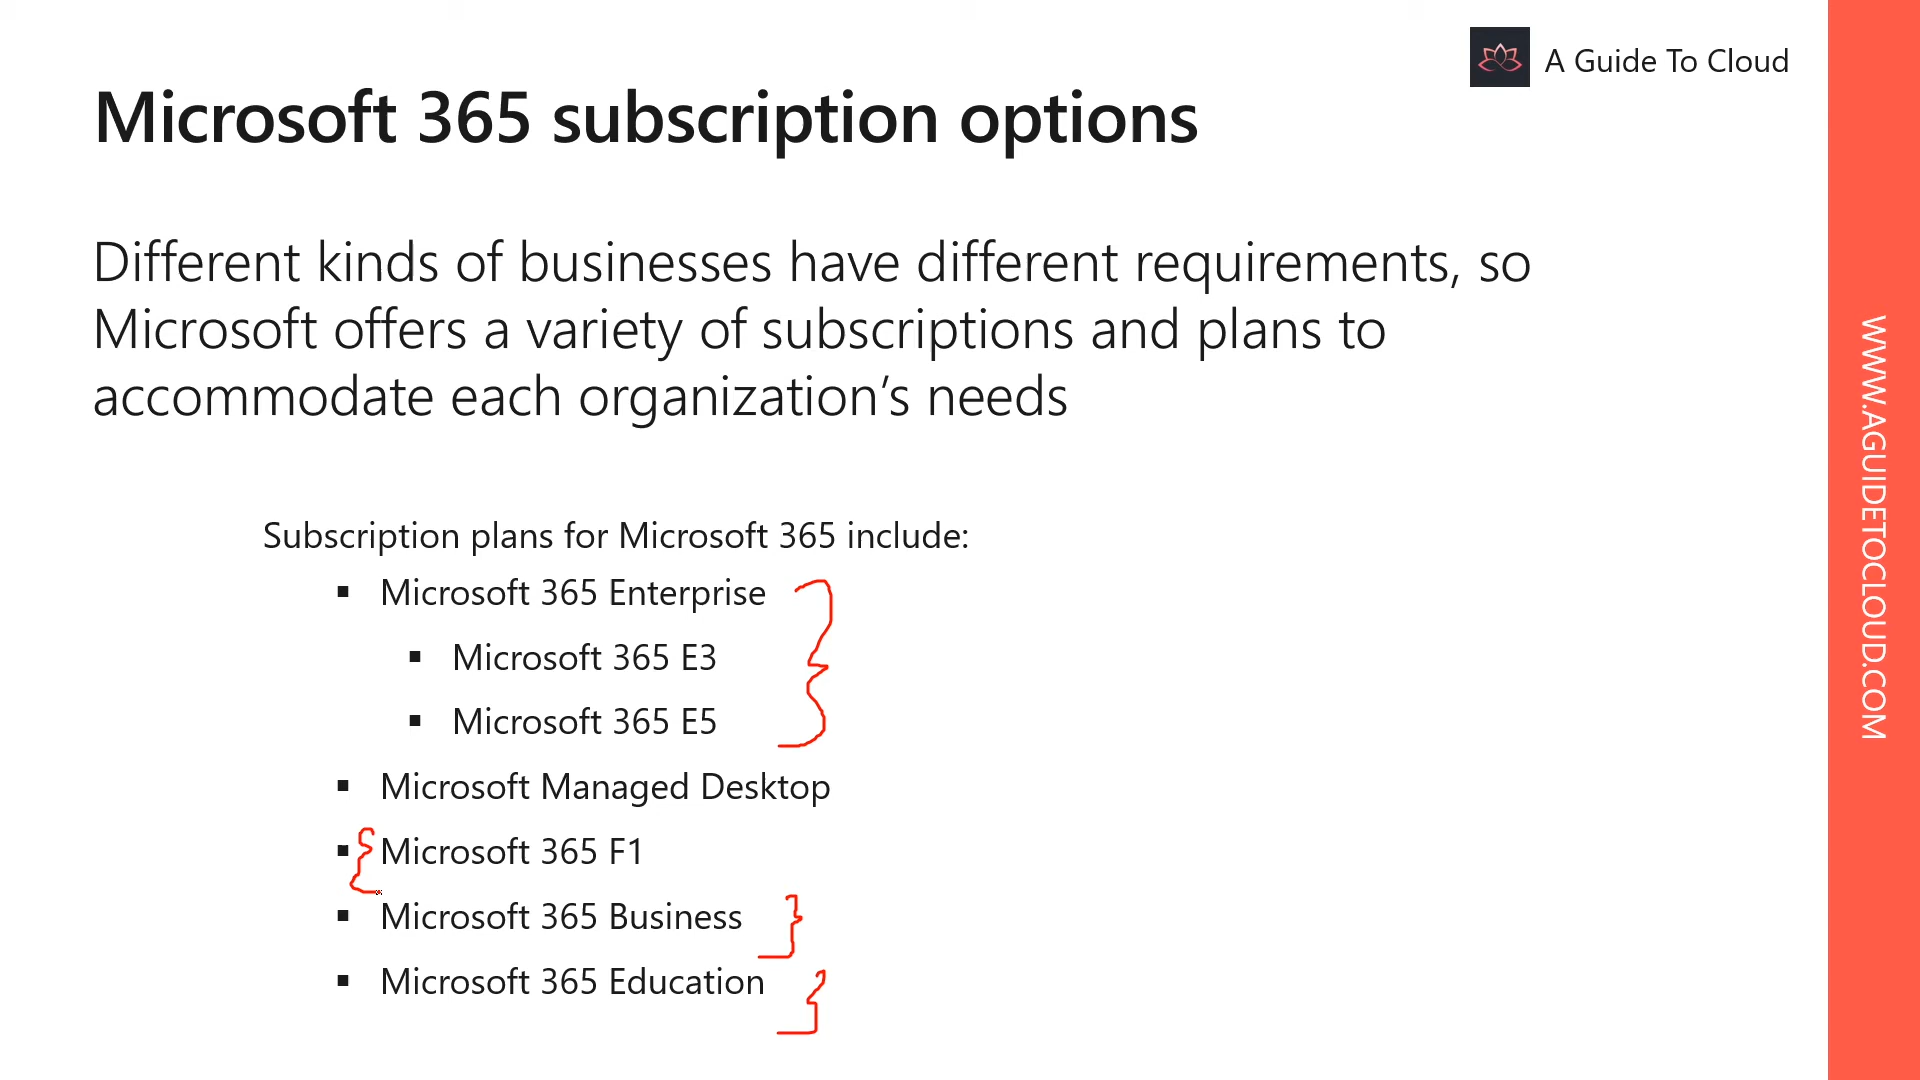 A Guide To Cloud
Microsoft 365 subscription options
Different kinds of businesses have different requirements, so
Microsoft offers a variety of subscriptions and plans to
accommodate each organization’s needs
Subscription plans for Microsoft 365 include:
▪ Microsoft 365 Enterprise
▪ Microsoft 365 E3
▪ Microsoft 365 E5
▪ Microsoft Managed Desktop
▪ Microsoft 365 F1
▪ Microsoft 365 Business
▪ Microsoft 365 Education
WWW.AGUIDETOCLOUD.COM